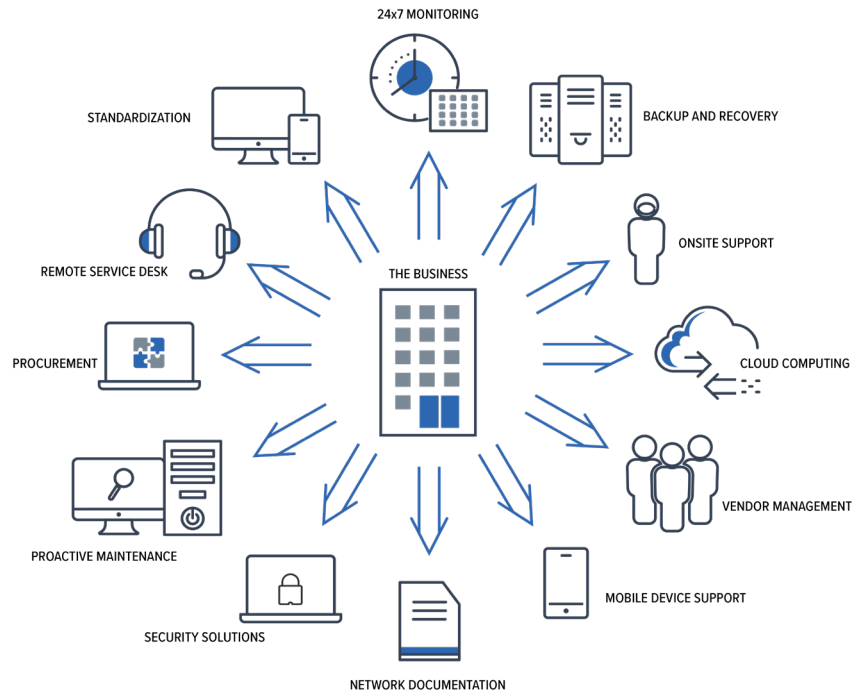 24x7 MONITORING
STANDARDIZATION
BACKUP AND RECOVERY
REMOTE SERVICE DESK
THE BUSINESS
ONSITE SUPPORT
PROCUREMENT
CLOUD COMPUTING
PROACTIVE MAINTENANCE
VENDOR MANAGEMENT
SECURITY SOLUTIONS
MOBILE DEVICE SUPPORT
NETWORK DOCUMENTATION